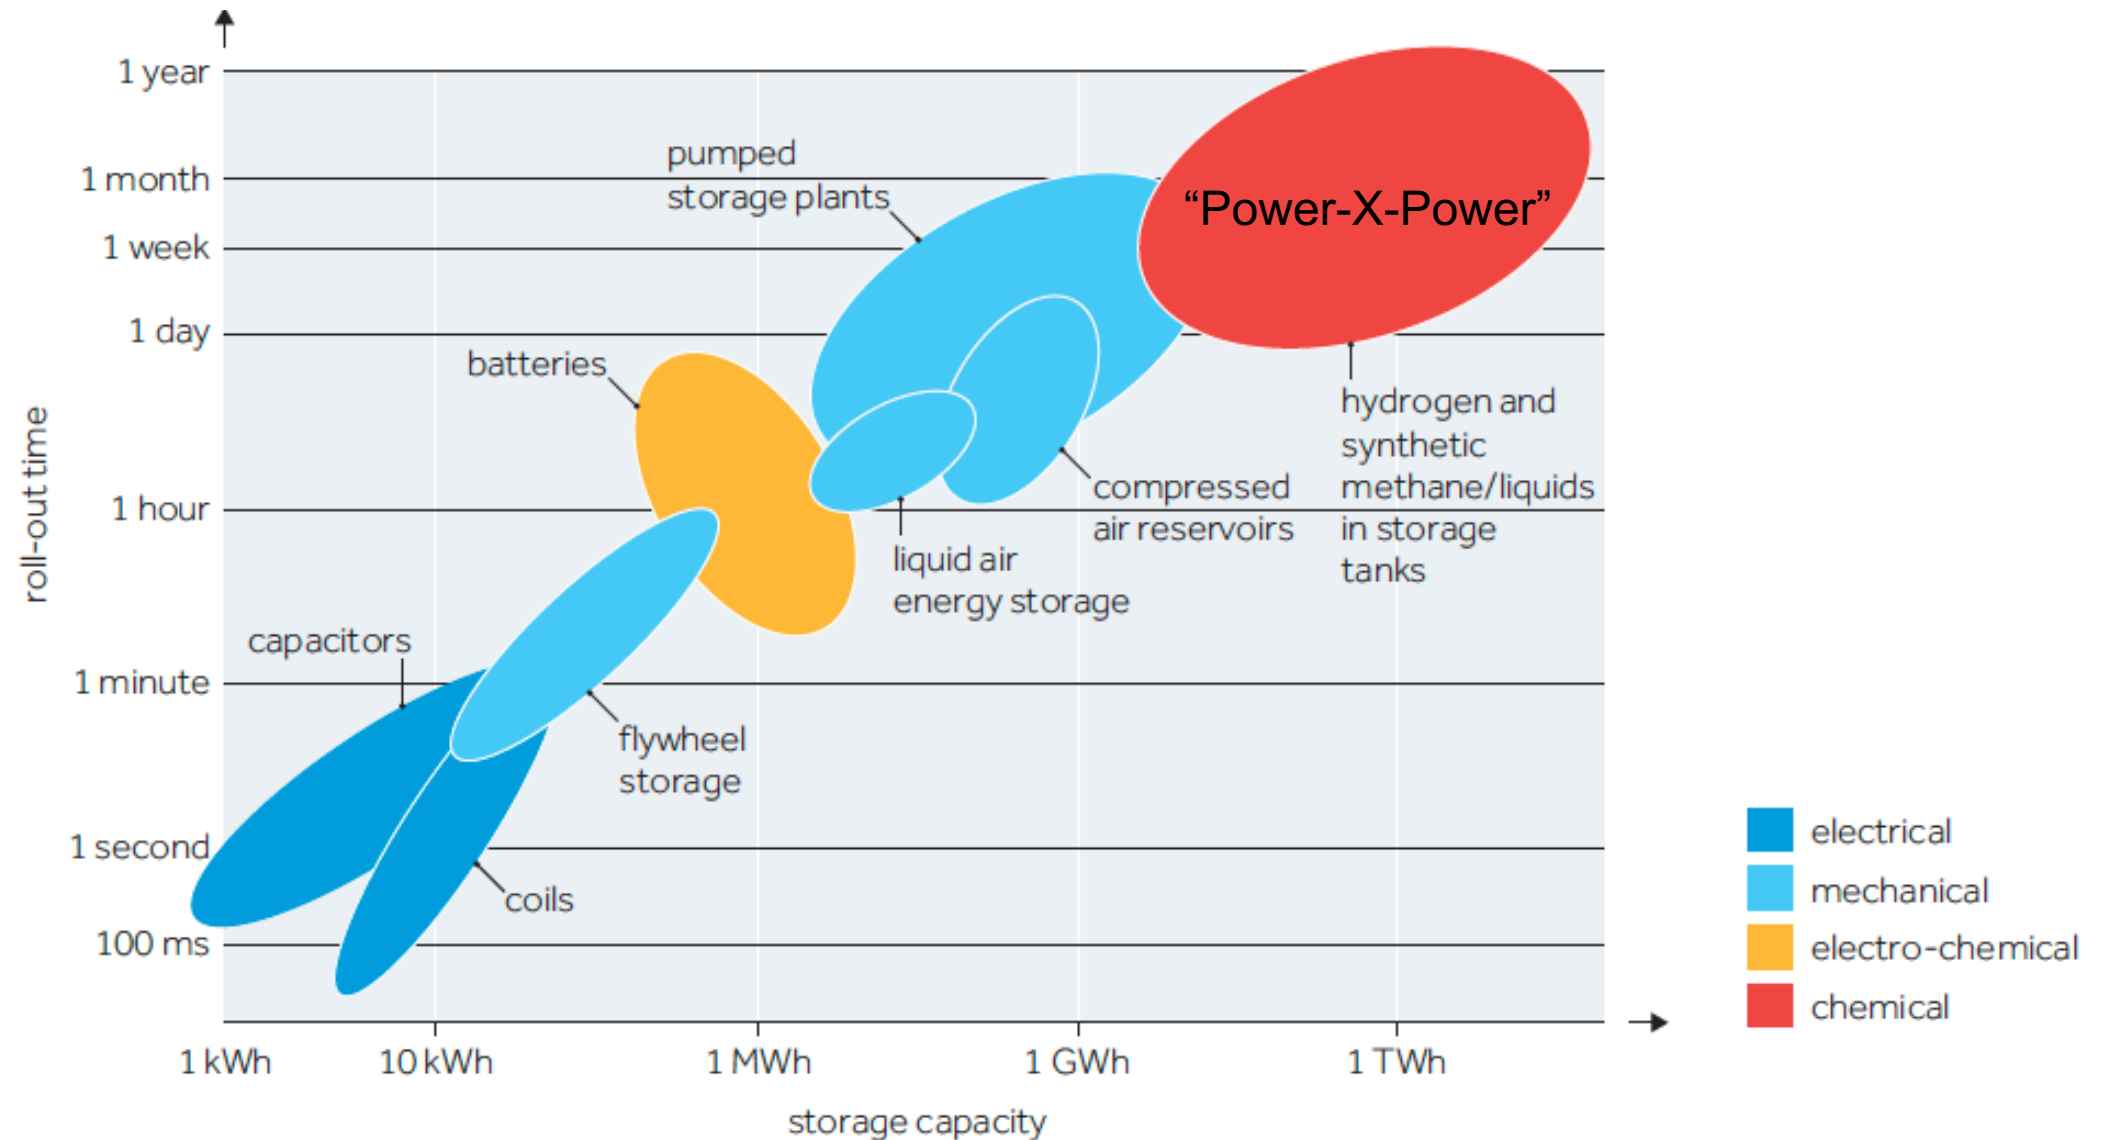 1 year
pumped
1 month
storage plants
“Power-X-Power”
1 week
1 day
batteries
hydrogen and
synthetic
methane/liquids
in storage
tanks
compressed
air reservoirs
1 hour
liquid air
energy storage
roll-out time
capacitors
1 minute
flywheel
storage
1 second
coils
100 ms
electrical
mechanical
electro-chemical
chemical
1 kWh
10 kWh
1 MWh
1 GWh
1 TWh
storage capacity